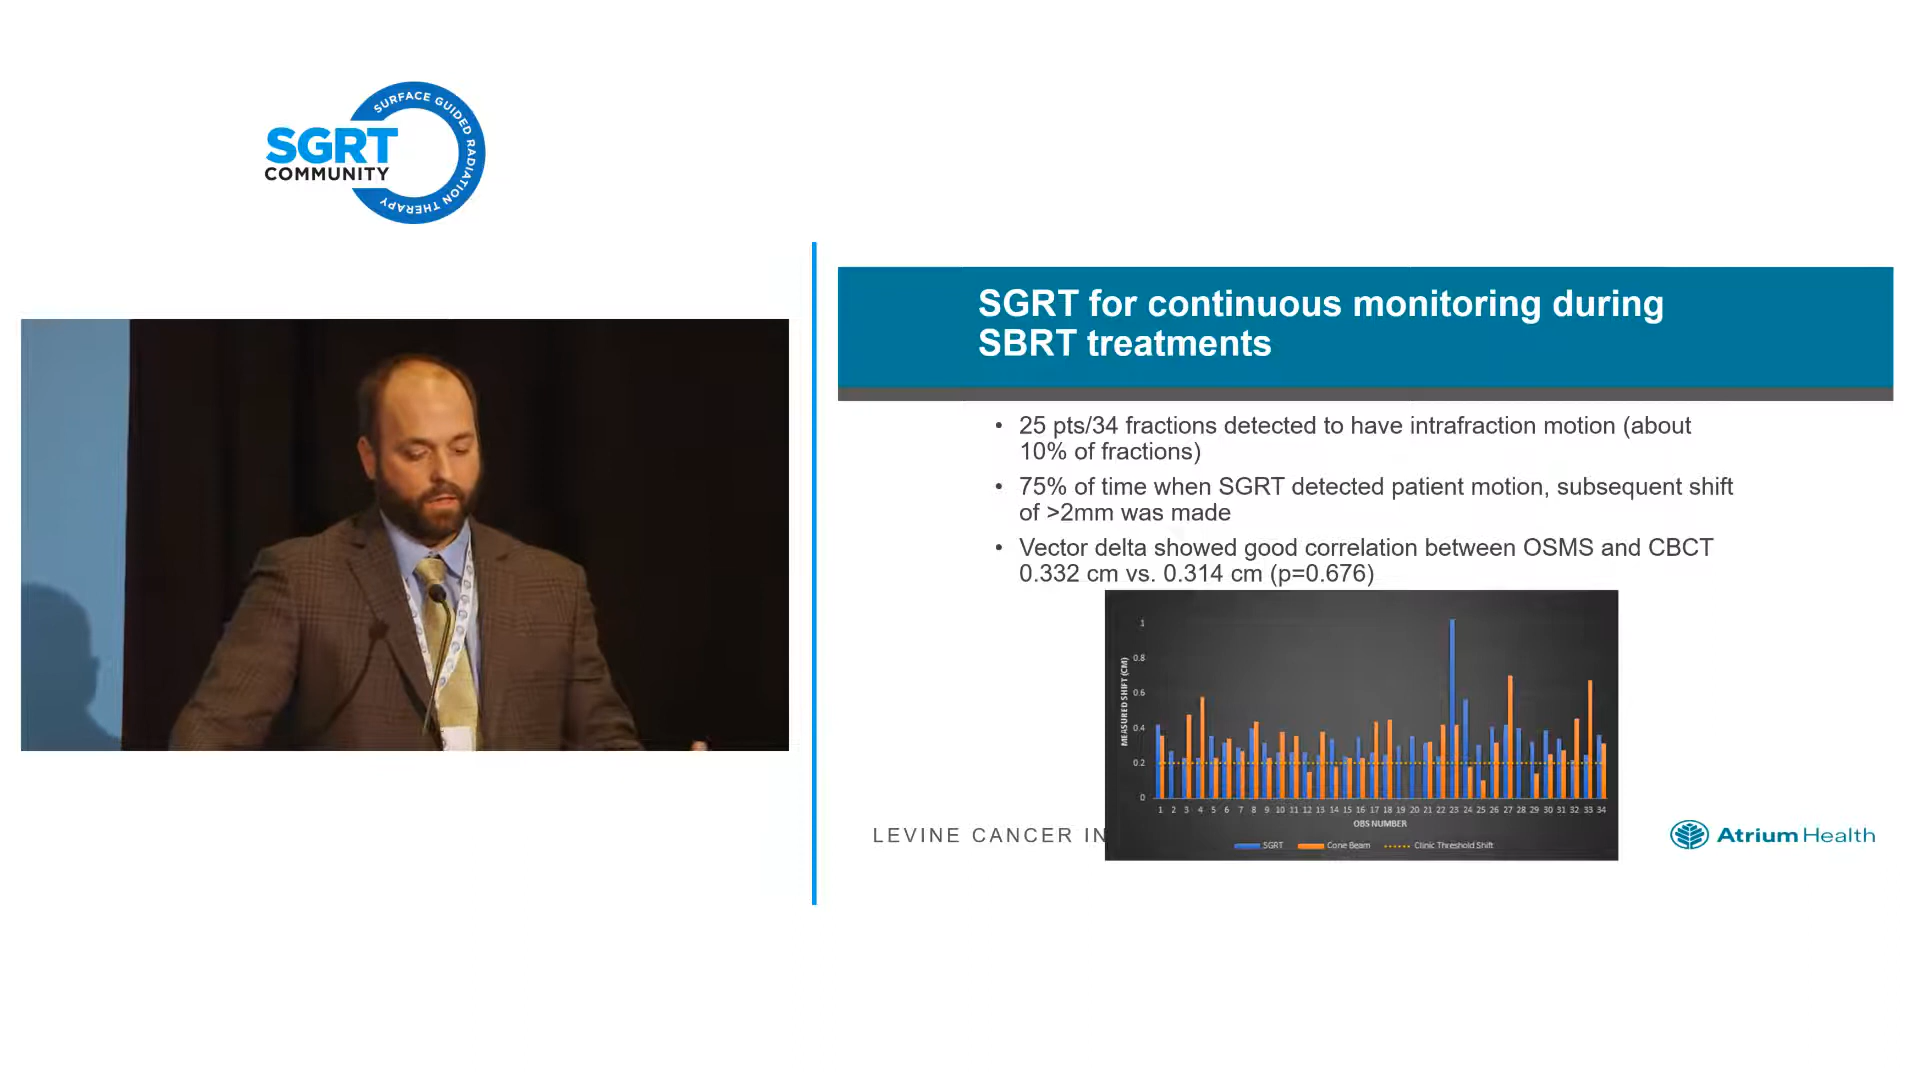 SURFACE GUIDED RADIATION THERAPY
SGRT
COMMUNITY
SGRT for continuous monitoring during
SBRT treatments
• 25 pts/34 fractions detected to have intrafraction motion (about
10% of fractions)
• 75% of time when SGRT detected patient motion, subsequent shift
of >2mm was made
• Vector delta showed good correlation between OSMS and CBCT
0.332 cm vs. 0.314 cm (p=0.676)
MEASURED SHIFT (CM)
1
0.8
0.6
0.4
0.2
0
1 2 3 4 5 6 7 8 9 10 11 12 13 14 15 16 17 18 19 20 21 22 23 24 25 26 27 28 29 30 31 32 33 34
OBS NUMBER
SGRT Cone Beam Clinic Threshold Shift
LEVINE CANCER IN
Atrium Health